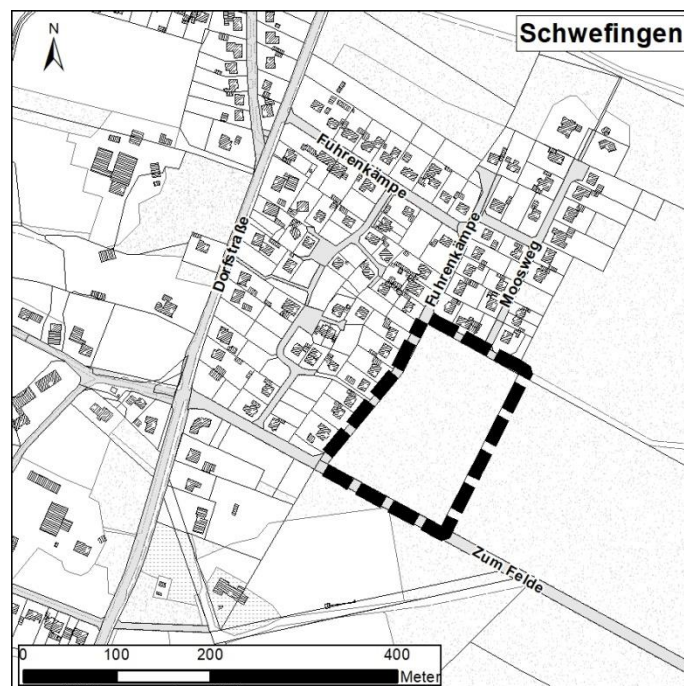 Schwefingen
N
Fuhrenkämpe
Fuhrenkämpe
Moosweg
Dorfstraße
Zum Felde
0 100 200 400
Meter